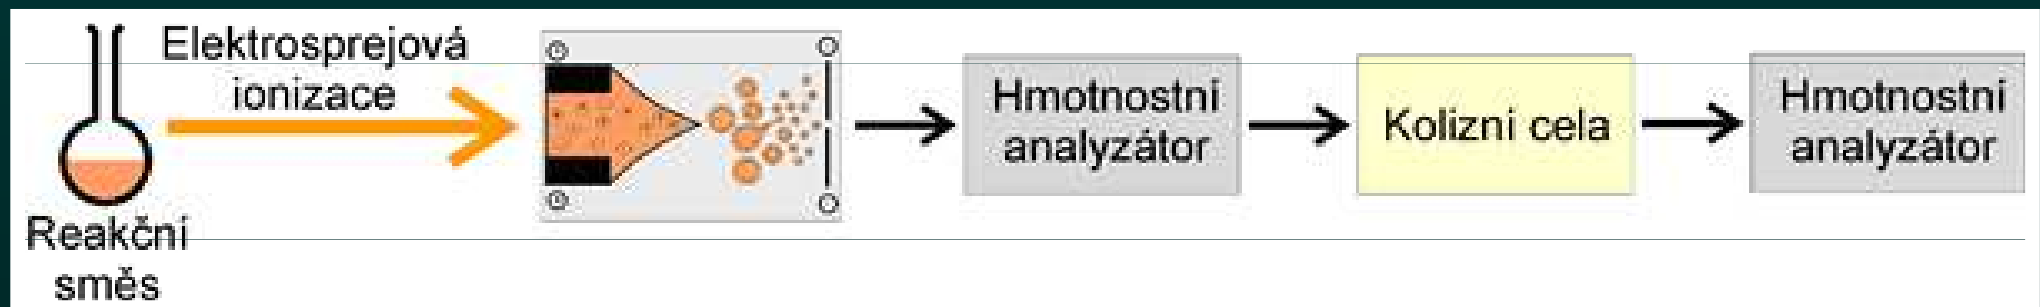 Elektrosprejová
ionizace
Reakční
směs
Hmotnostní
analyzátor
Kolizní cela
Hmotnostní
analyzátor